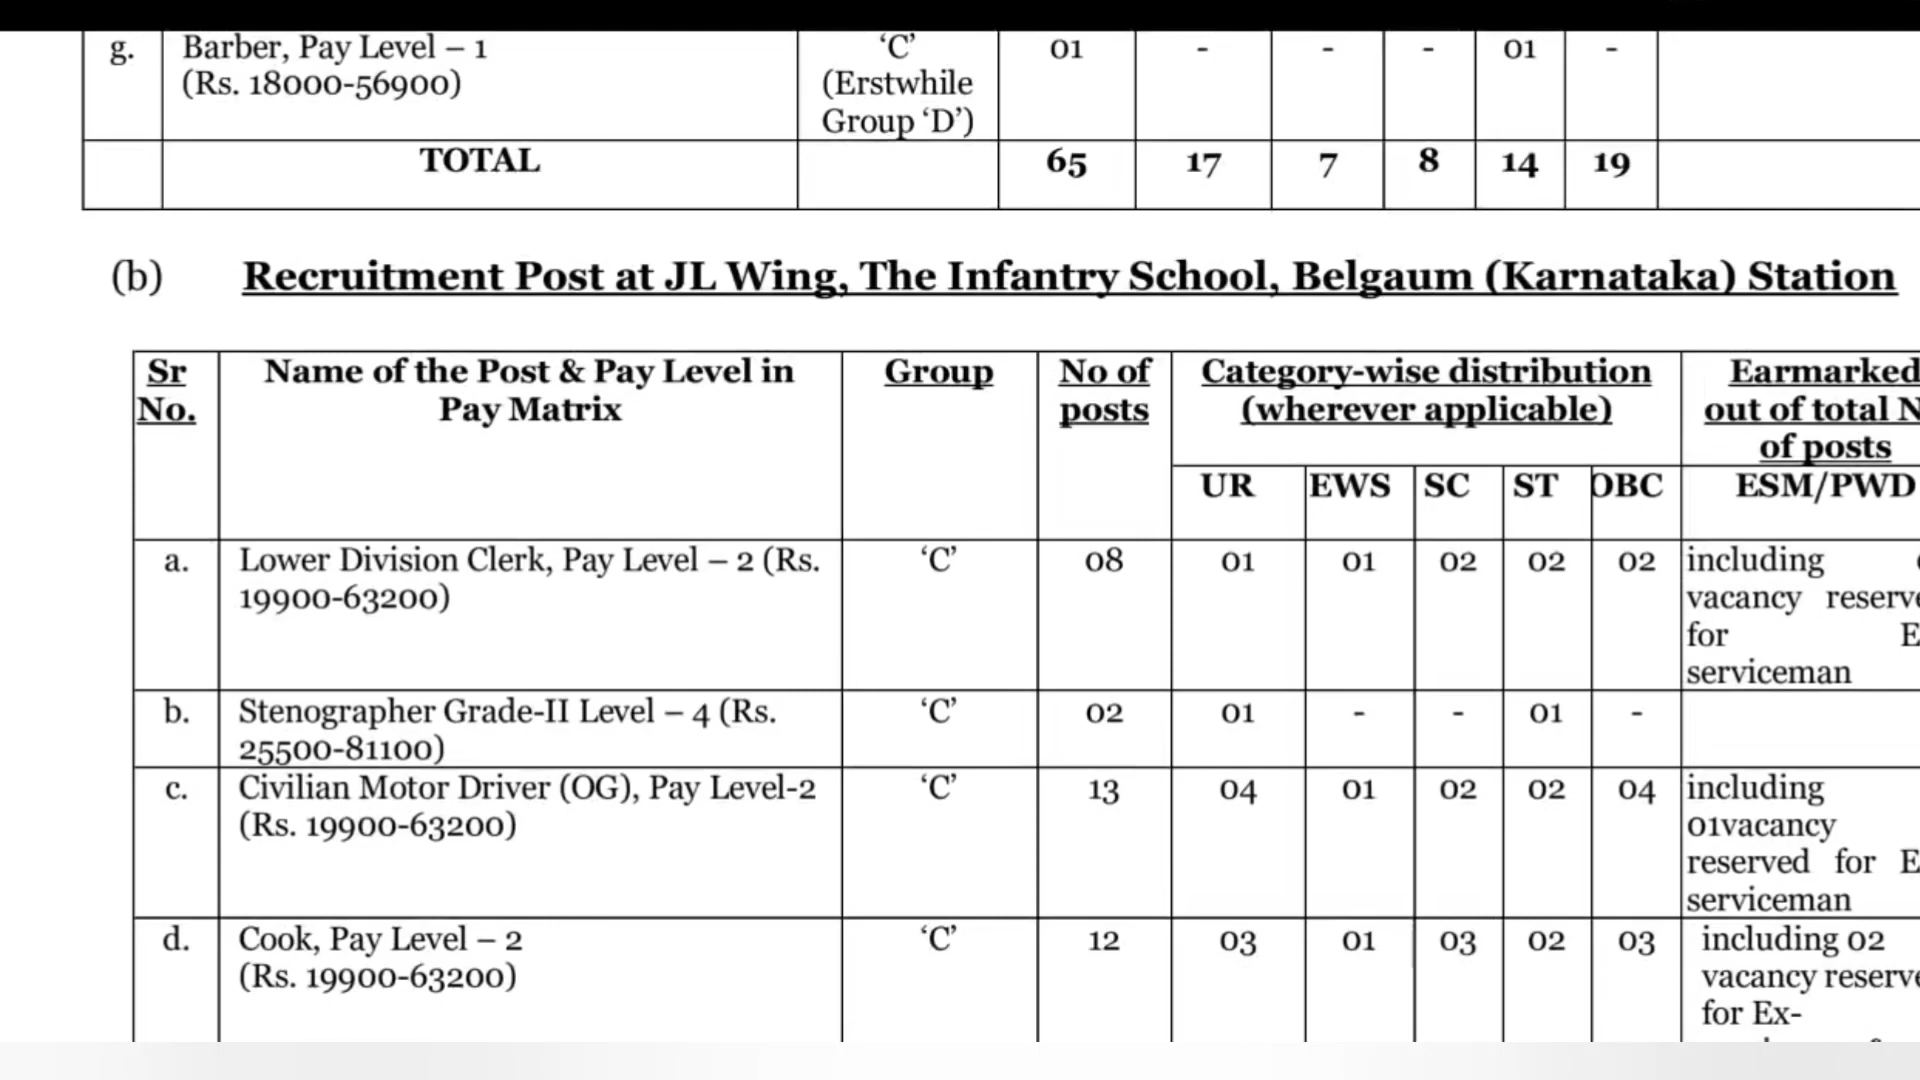 g. Barber, Pay Level – 1 ‘C’ 01 - - - 01 -
(Rs. 18000-56900) (Erstwhile
Group ‘D’)
TOTAL 65 17 7 8 14 19
(b) Recruitment Post at JL Wing, The Infantry School, Belgaum (Karnataka) Station
Sr Name of the Post & Pay Level in Group No of Category-wise distribution Earmarked
No. Pay Matrix posts (wherever applicable) out of total
of posts
UR EWS SC ST OBC ESM/PWD
a. Lower Division Clerk, Pay Level – 2 (Rs. ‘C’ 08 01 01 02 02 02 including
19900-63200) vacancy
for
serviceman
b. Stenographer Grade-II Level – 4 (Rs. ‘C’ 02 01 - - 01 -
25500-81100)
c. Civilian Motor Driver (OG), Pay Level-2 ‘C’ 13 04 01 02 02 04 including
(Rs. 19900-63200) 01vacancy
reserved for
serviceman
d. Cook, Pay Level – 2 ‘C’ 12 03 01 03 02 03 including 02
(Rs. 19900-63200) vacancy
for Ex-